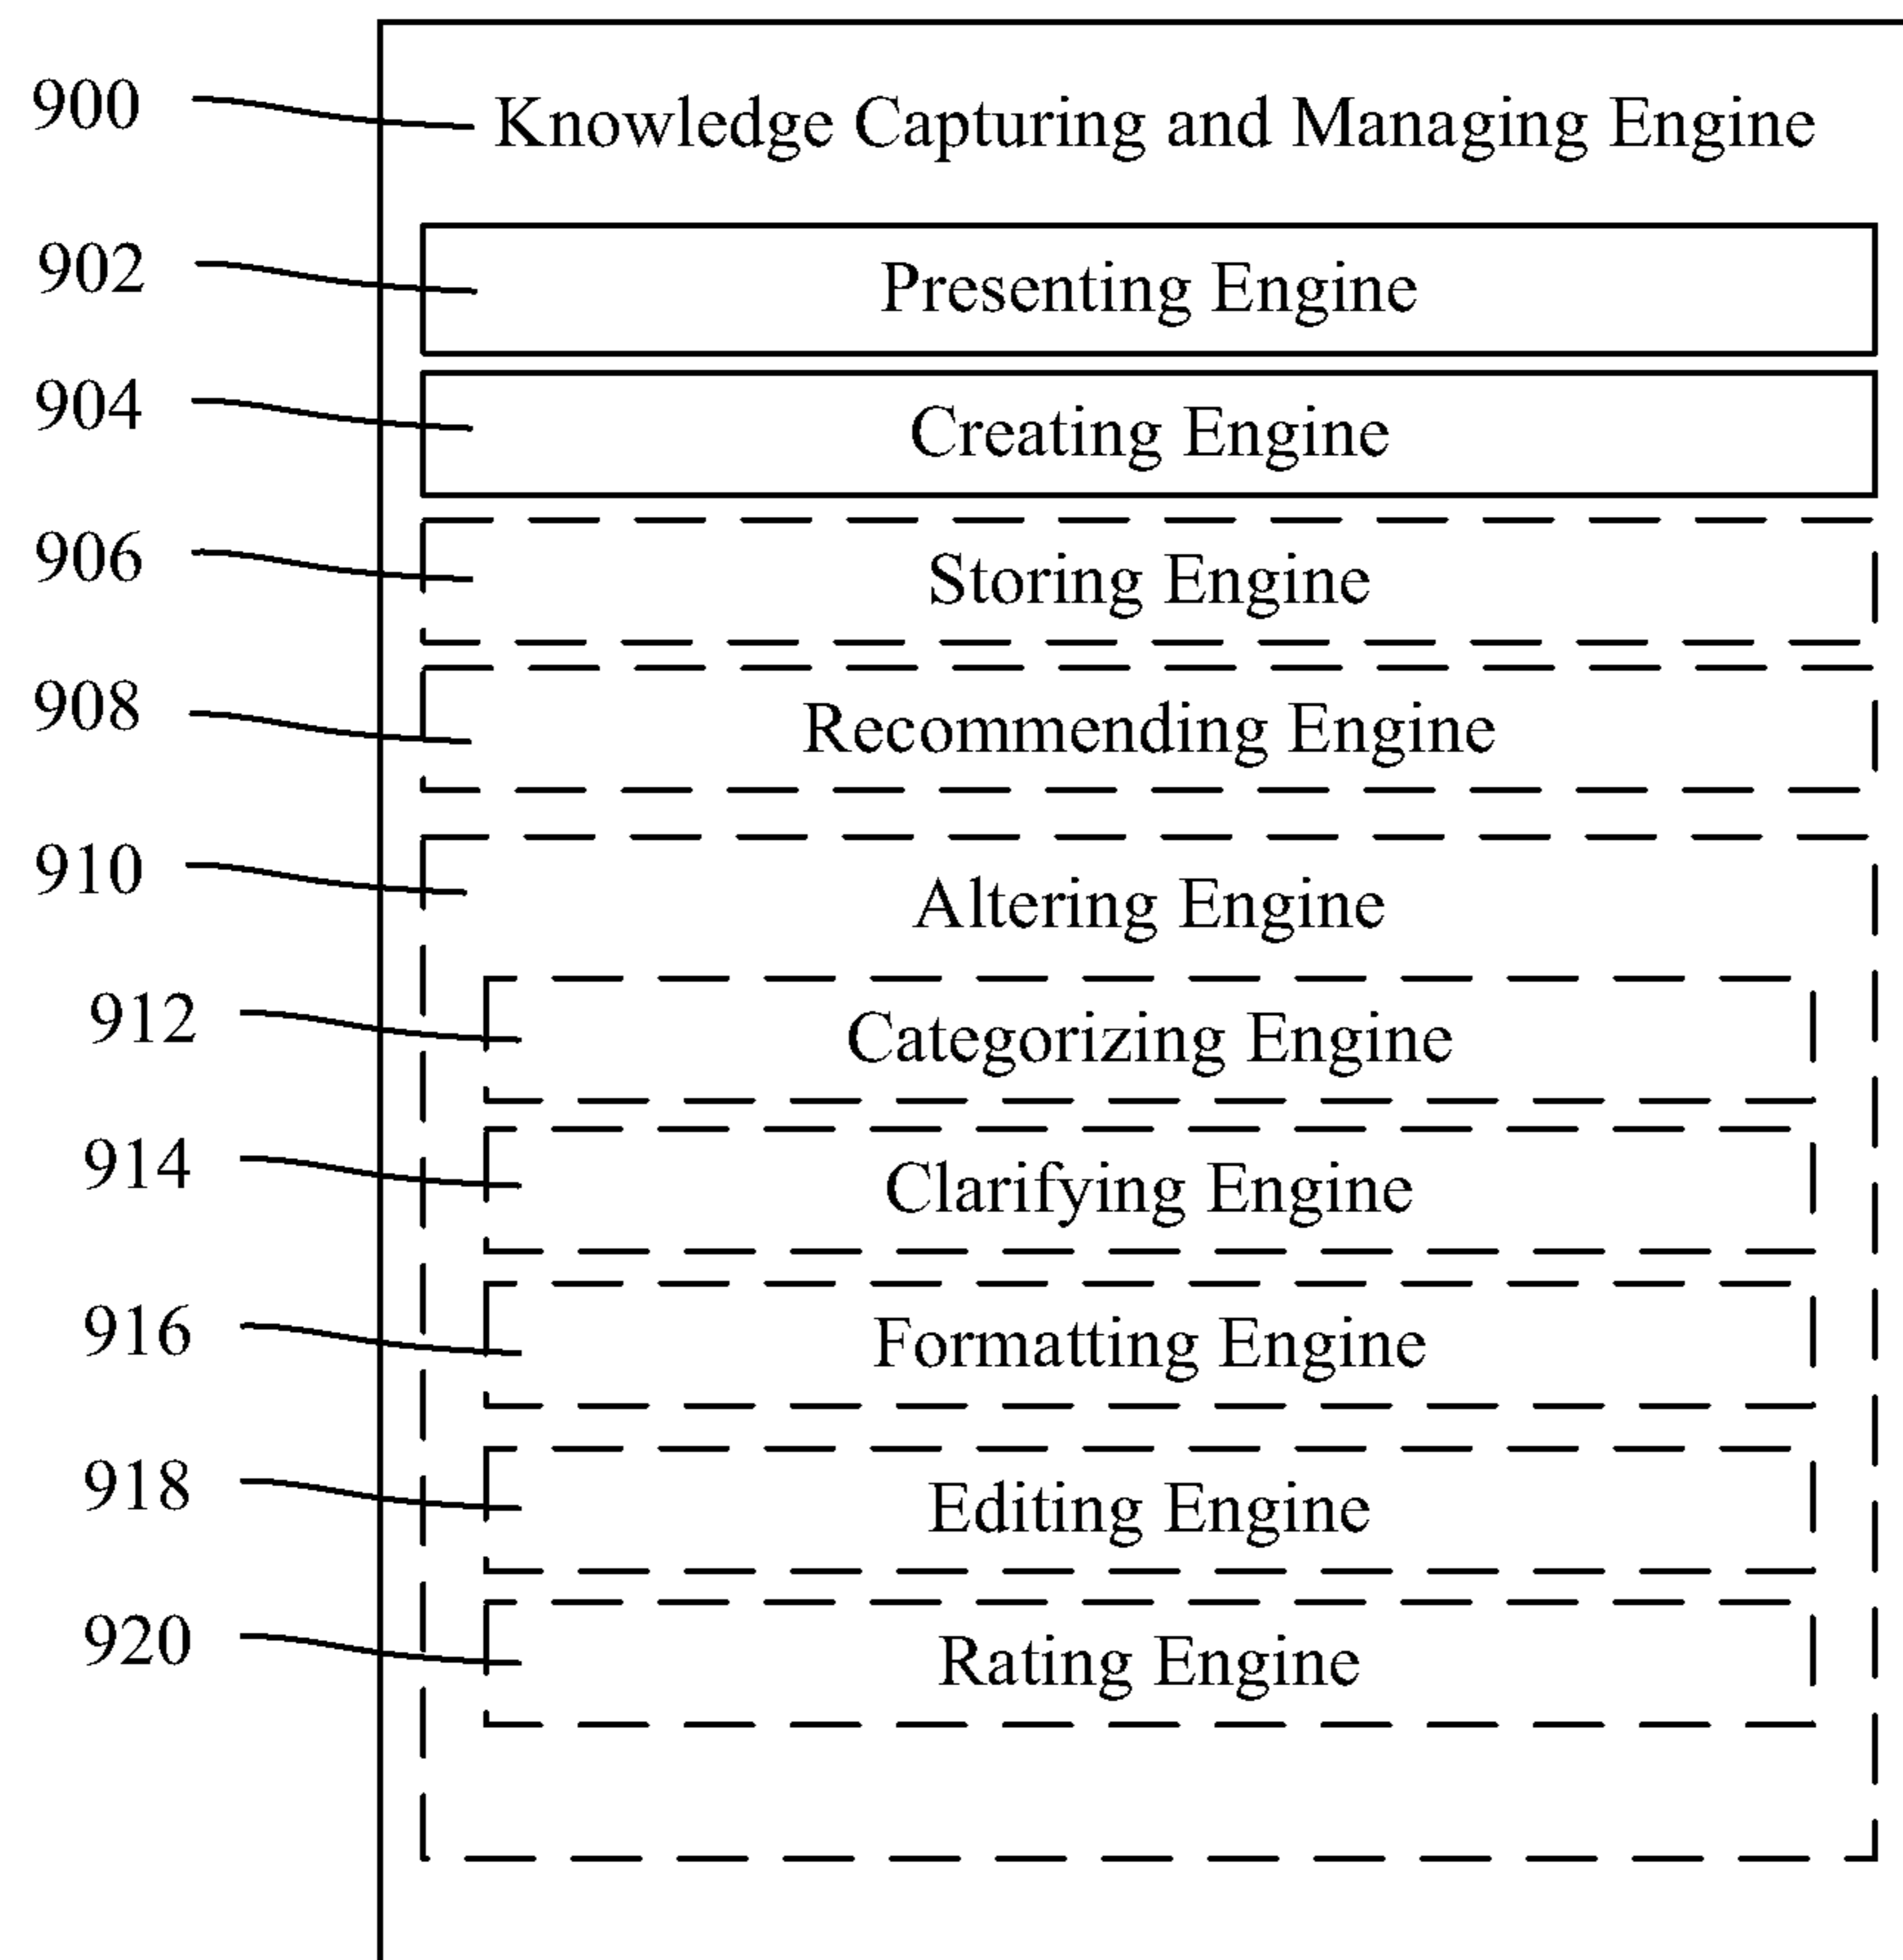 900 Knowledge Capturing and Managing Engine
902 Presenting Engine
904 Creating Engine
906 Storing Engine
908 Recommending Engine
910 Altering Engine
912 Categorizing Engine
914 Clarifying Engine
916 Formatting Engine
918 Editing Engine
920 Rating Engine